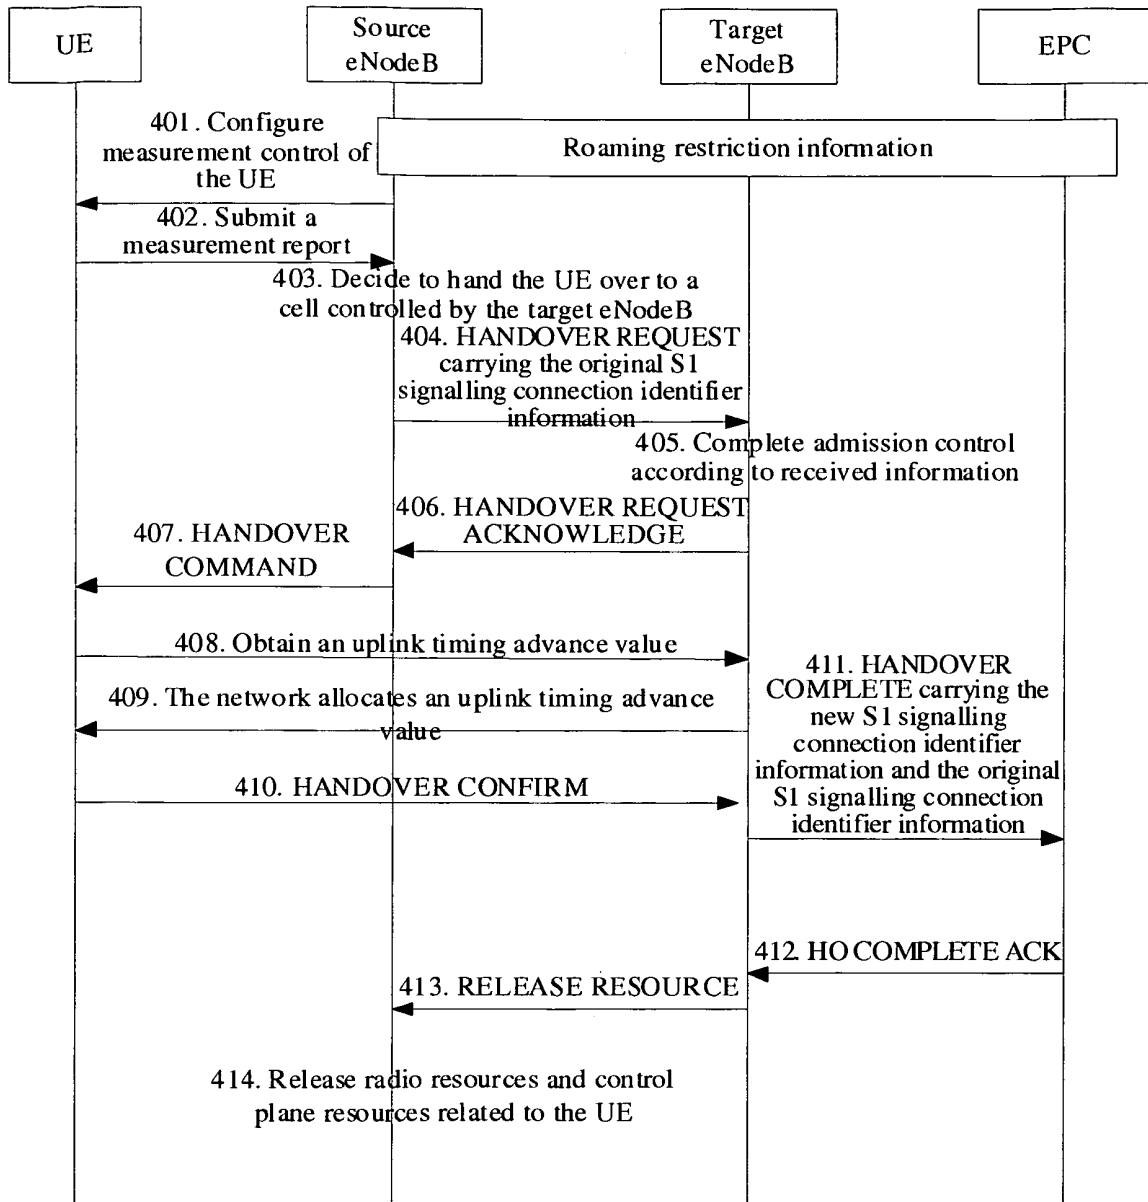 UE
Source
eNodeB
Target
eNodeB
EPC
401. Configure
measurement control of
the UE
Roaming restriction information
402. Submit a
measurement report
403. Decide to hand the UE over to a
cell controlled by the target eNodeB
404. HANDOVER REQUEST
carrying the original S1
signalling connection identifier
information
405. Complete admission control
according to received information
406. HANDOVER REQUEST
ACKNOWLEDGE
407. HANDOVER
COMMAND
408. Obtain an uplink timing advance value
409. The network allocates an uplink timing advance
value
410. HANDOVER CONFIRM
411. HANDOVER
COMPLETE carrying the
new S1 signalling
connection identifier
information and the original
S1 signalling connection
identifier information
412. HO COMPLETE ACK
413. RELEASE RESOURCE
414. Release radio resources and control
plane resources related to the UE